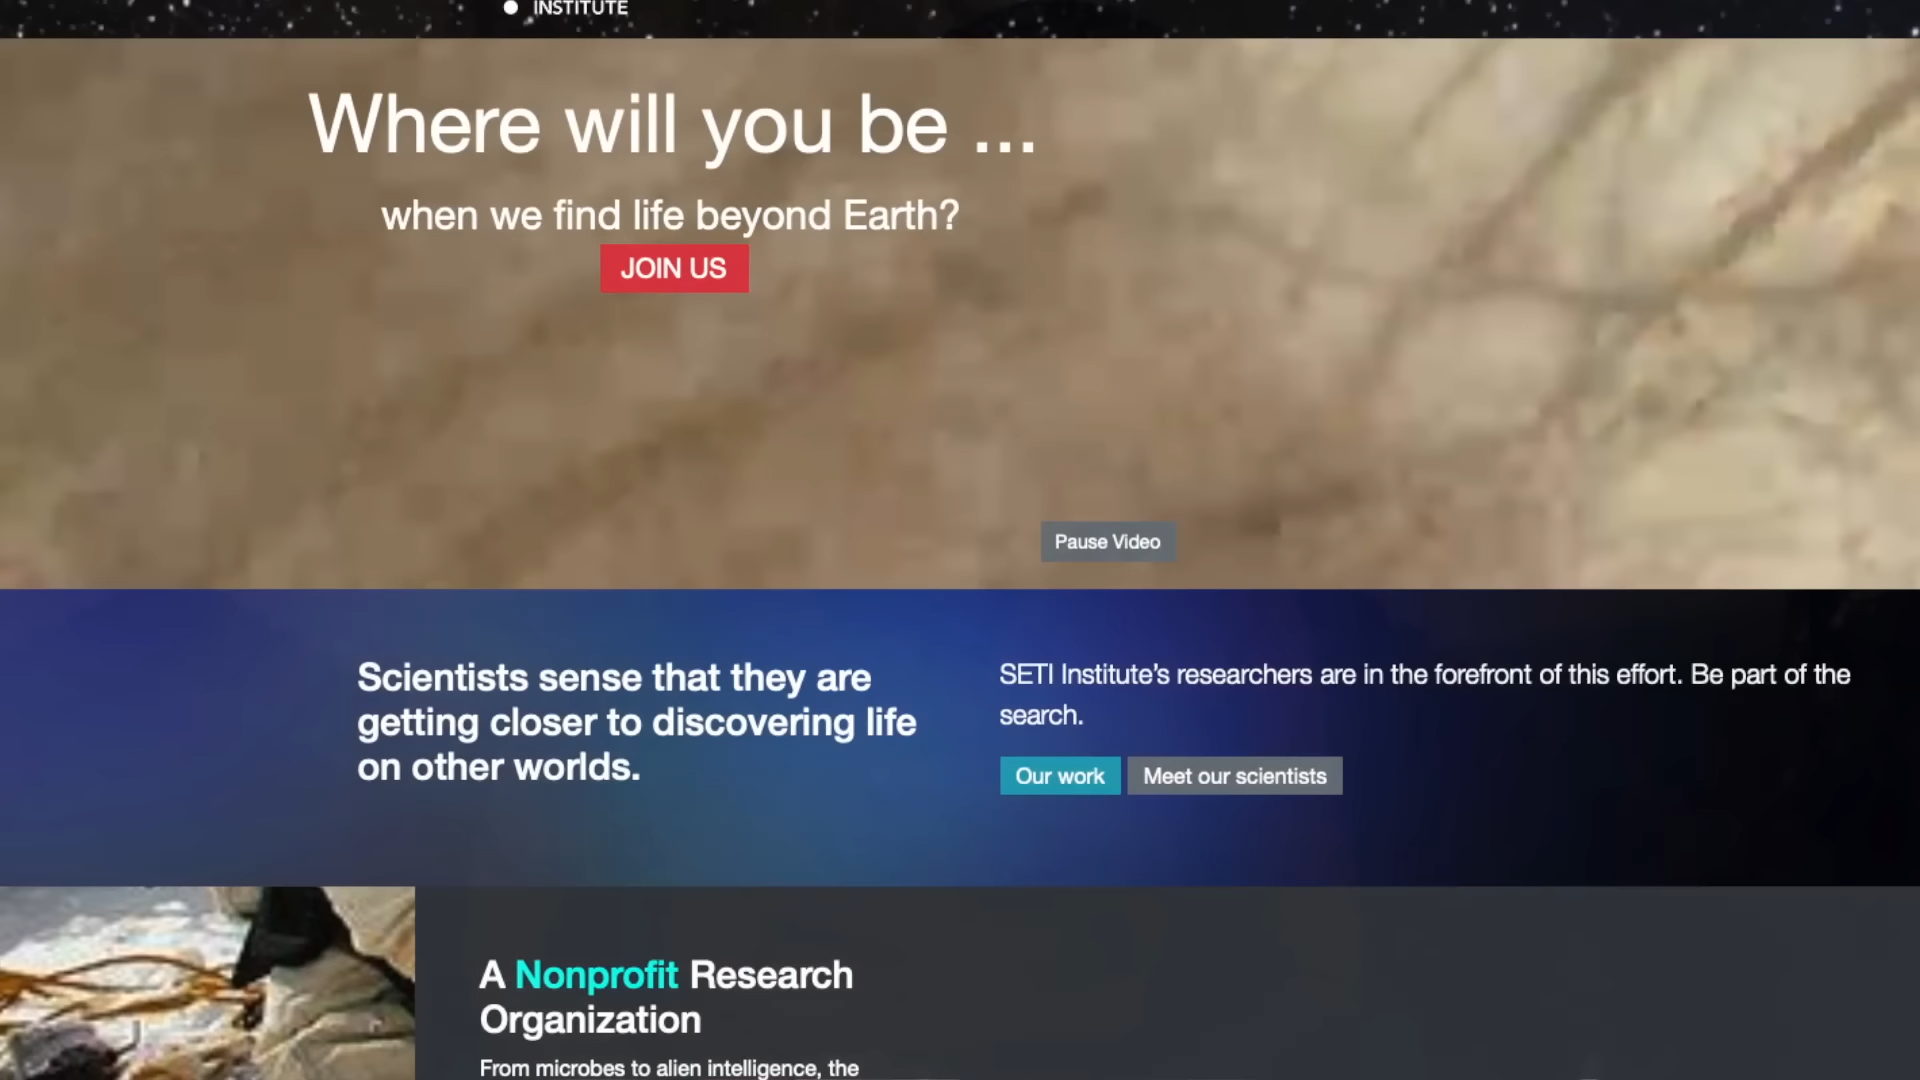 INSTITUTE
Where will you be ...
when we find life beyond Earth?
JOIN US
Pause Video
Scientists sense that they are
getting closer to discovering life
on other worlds.
SETI Institute's researchers are in the forefront of this effort. Be part of the
search.
Our work
Meet our scientists
A Nonprofit Research
Organization
From microbes to alien intelligence, the